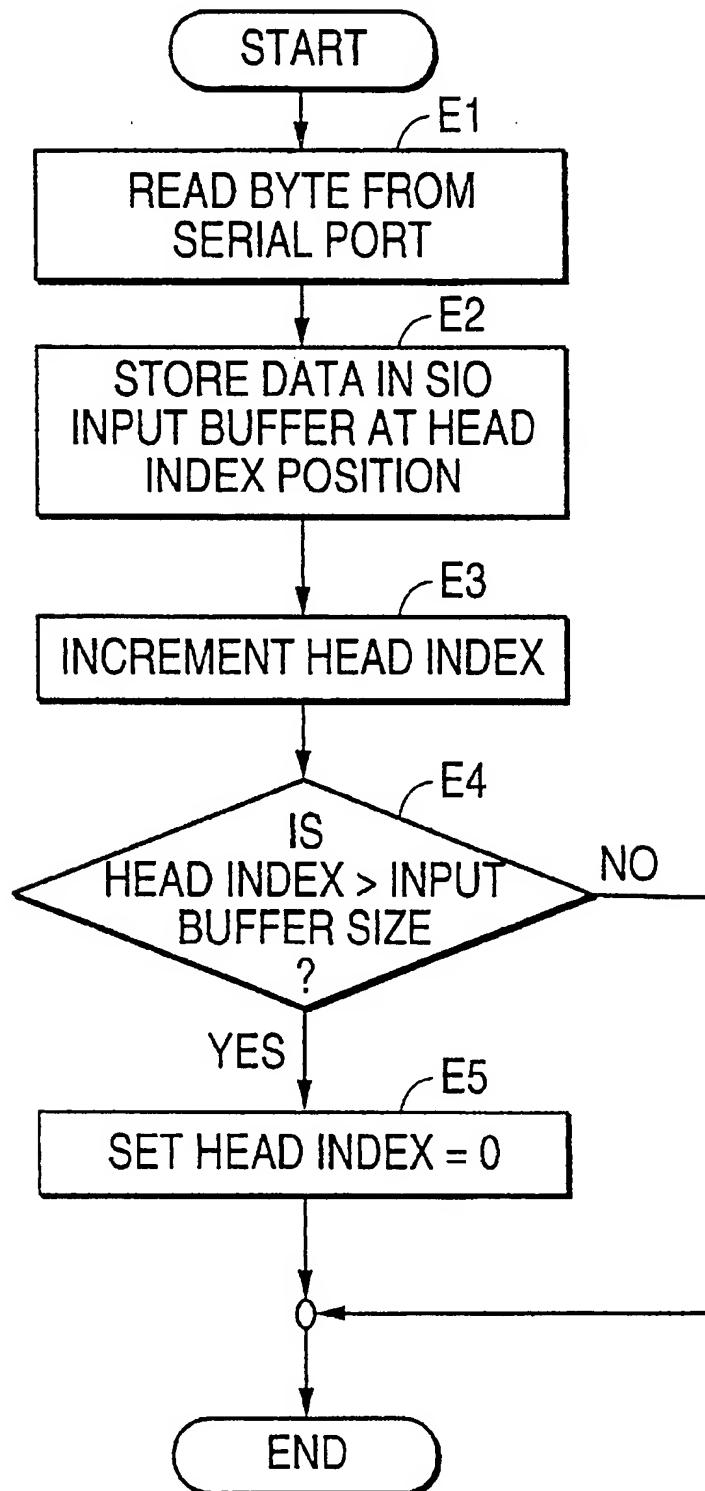 START
E1
READ BYTE FROM
SERIAL PORT
E2
STORE DATA IN SIO
INPUT BUFFER AT HEAD
INDEX POSITION
E3
INCREMENT HEAD INDEX
E4
IS
HEAD INDEX > INPUT
BUFFER SIZE
?
NO
YES
E5
SET HEAD INDEX = 0
END